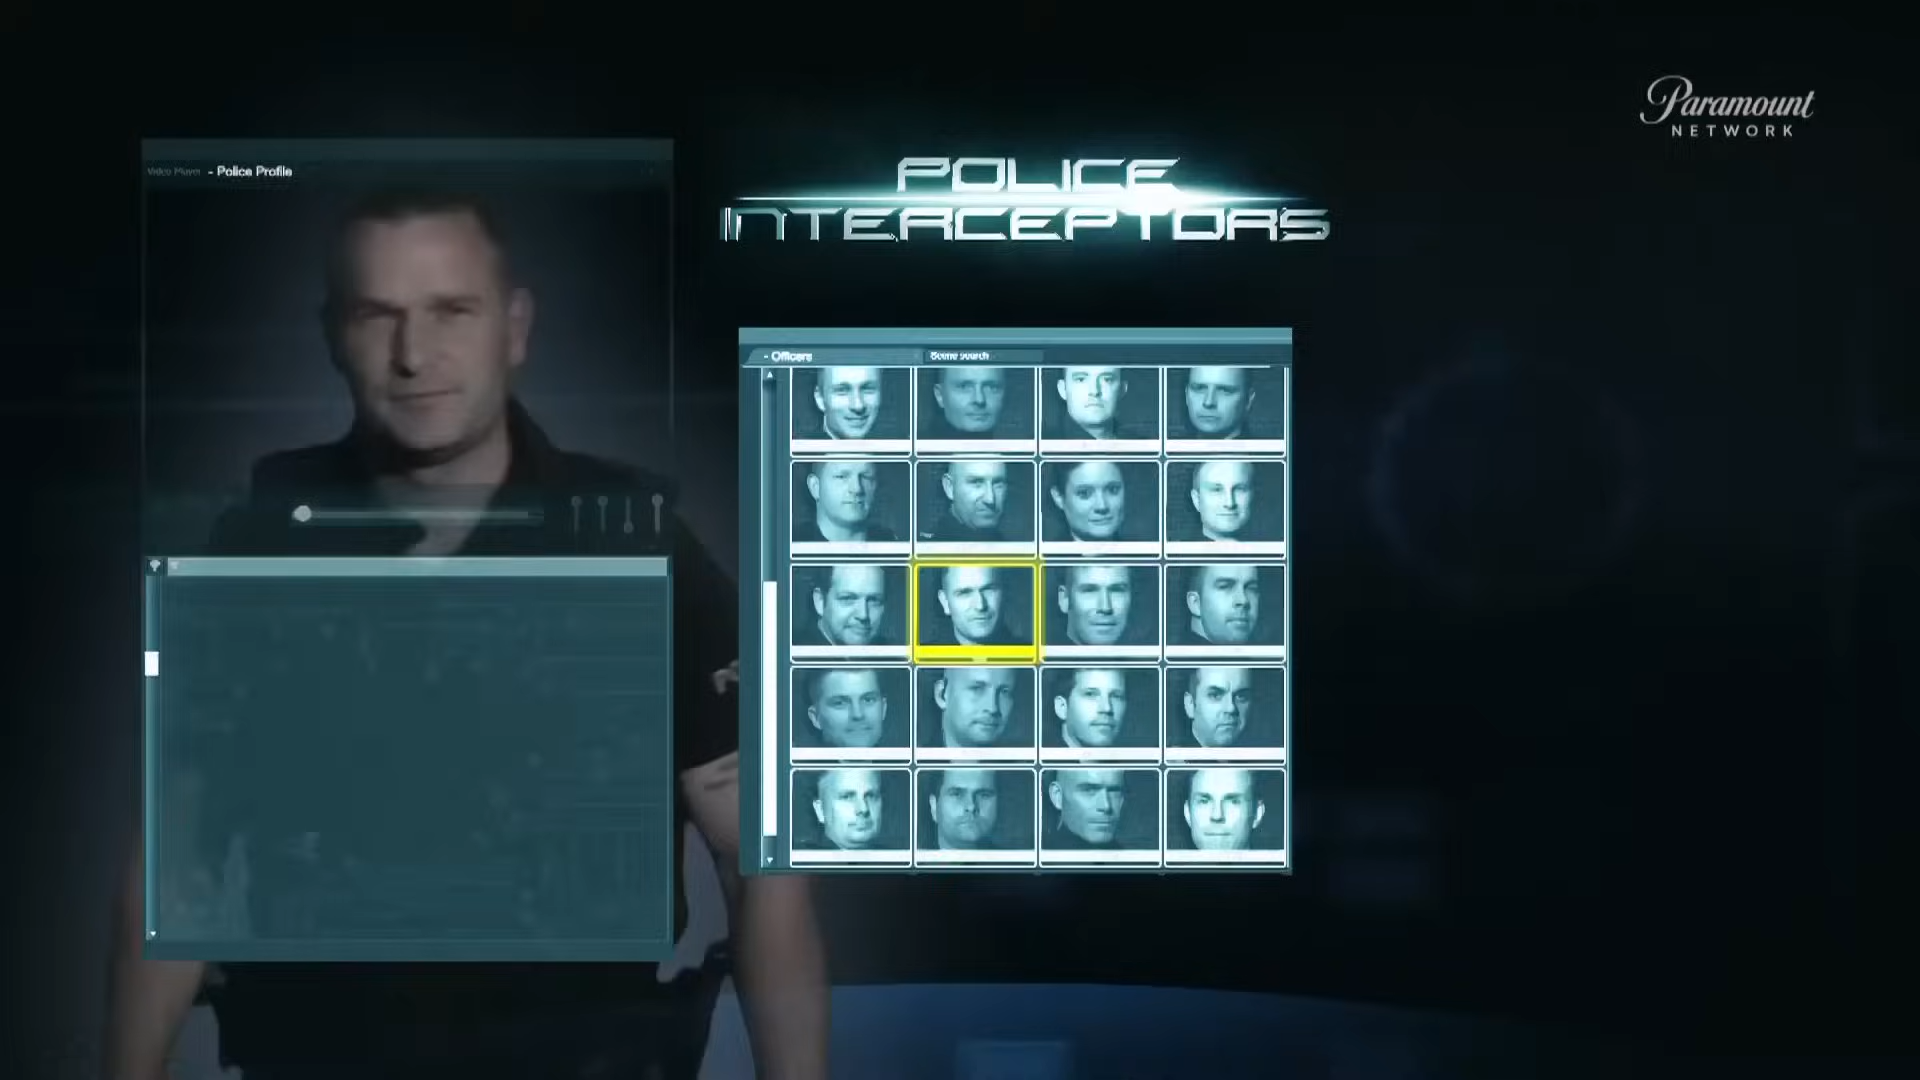 Paramount
NETWORK
POLICE
INTERCEPTORS
Video Player - Police Profile
- Officers
Scene search